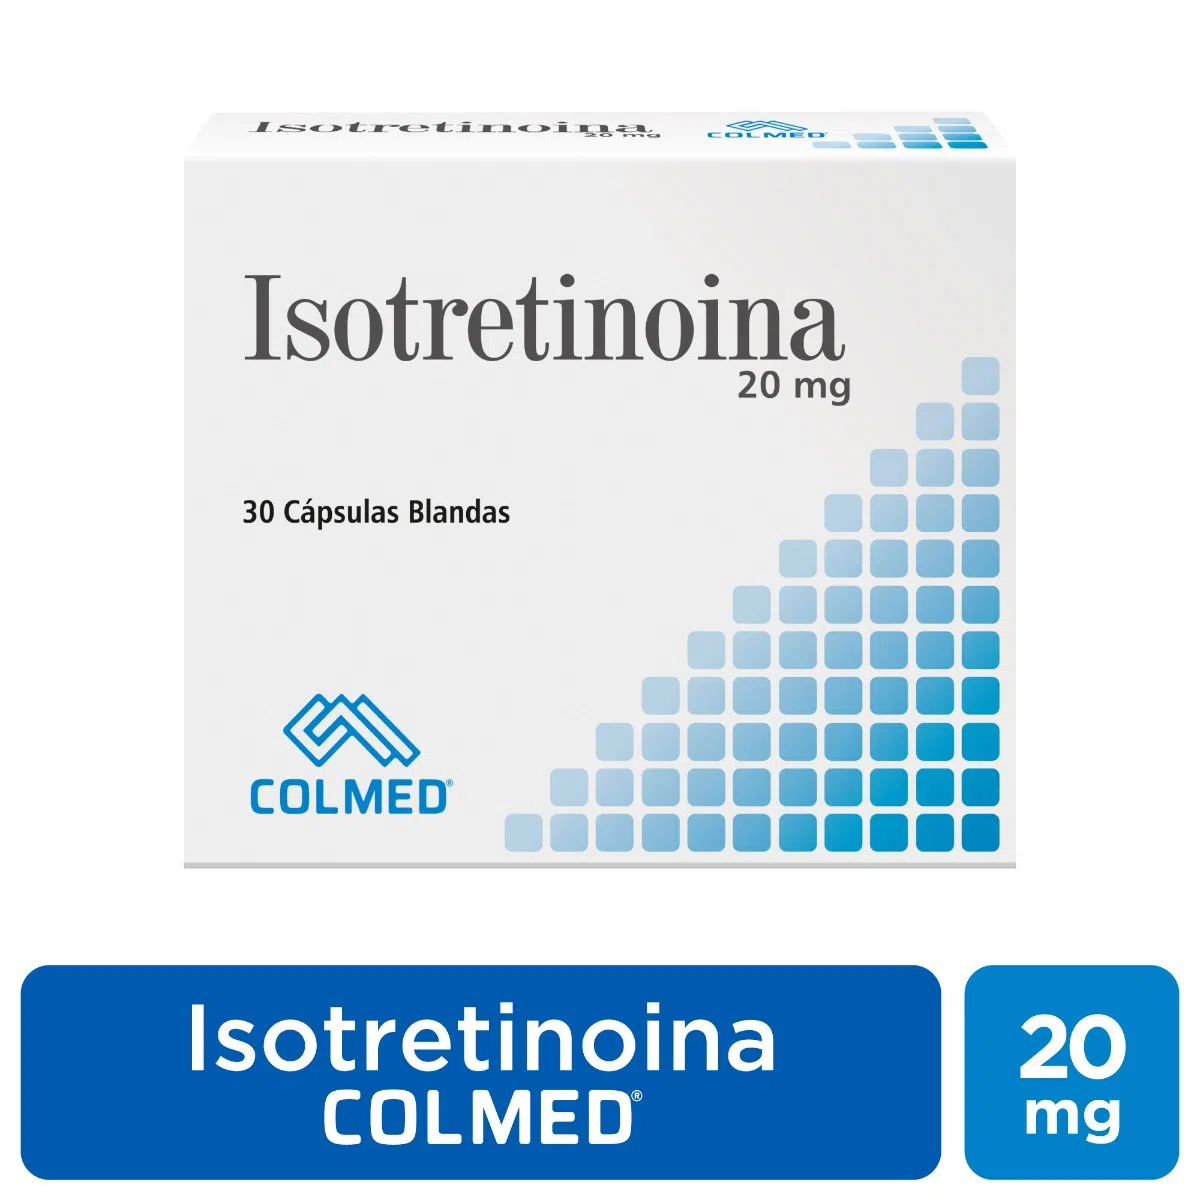 Isotretinoina
20 mg
COLMED®
Isotretinoina
20 mg
30 Cápsulas Blandas
COLMED®
Isotretinoina
COLMED®
20
mg